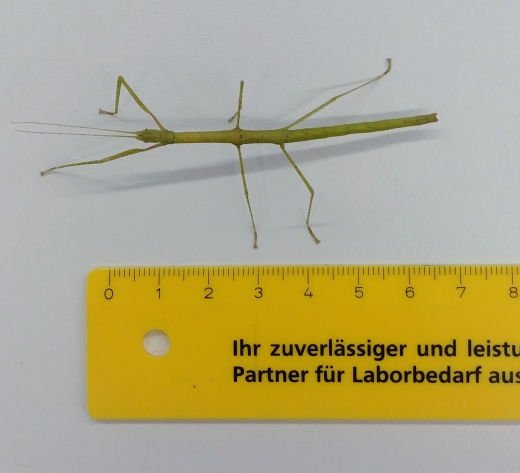 0 1 2 3 4 5 6 7 8
Ihr zuverlässiger und leistu
Partner für Laborbedarf aus